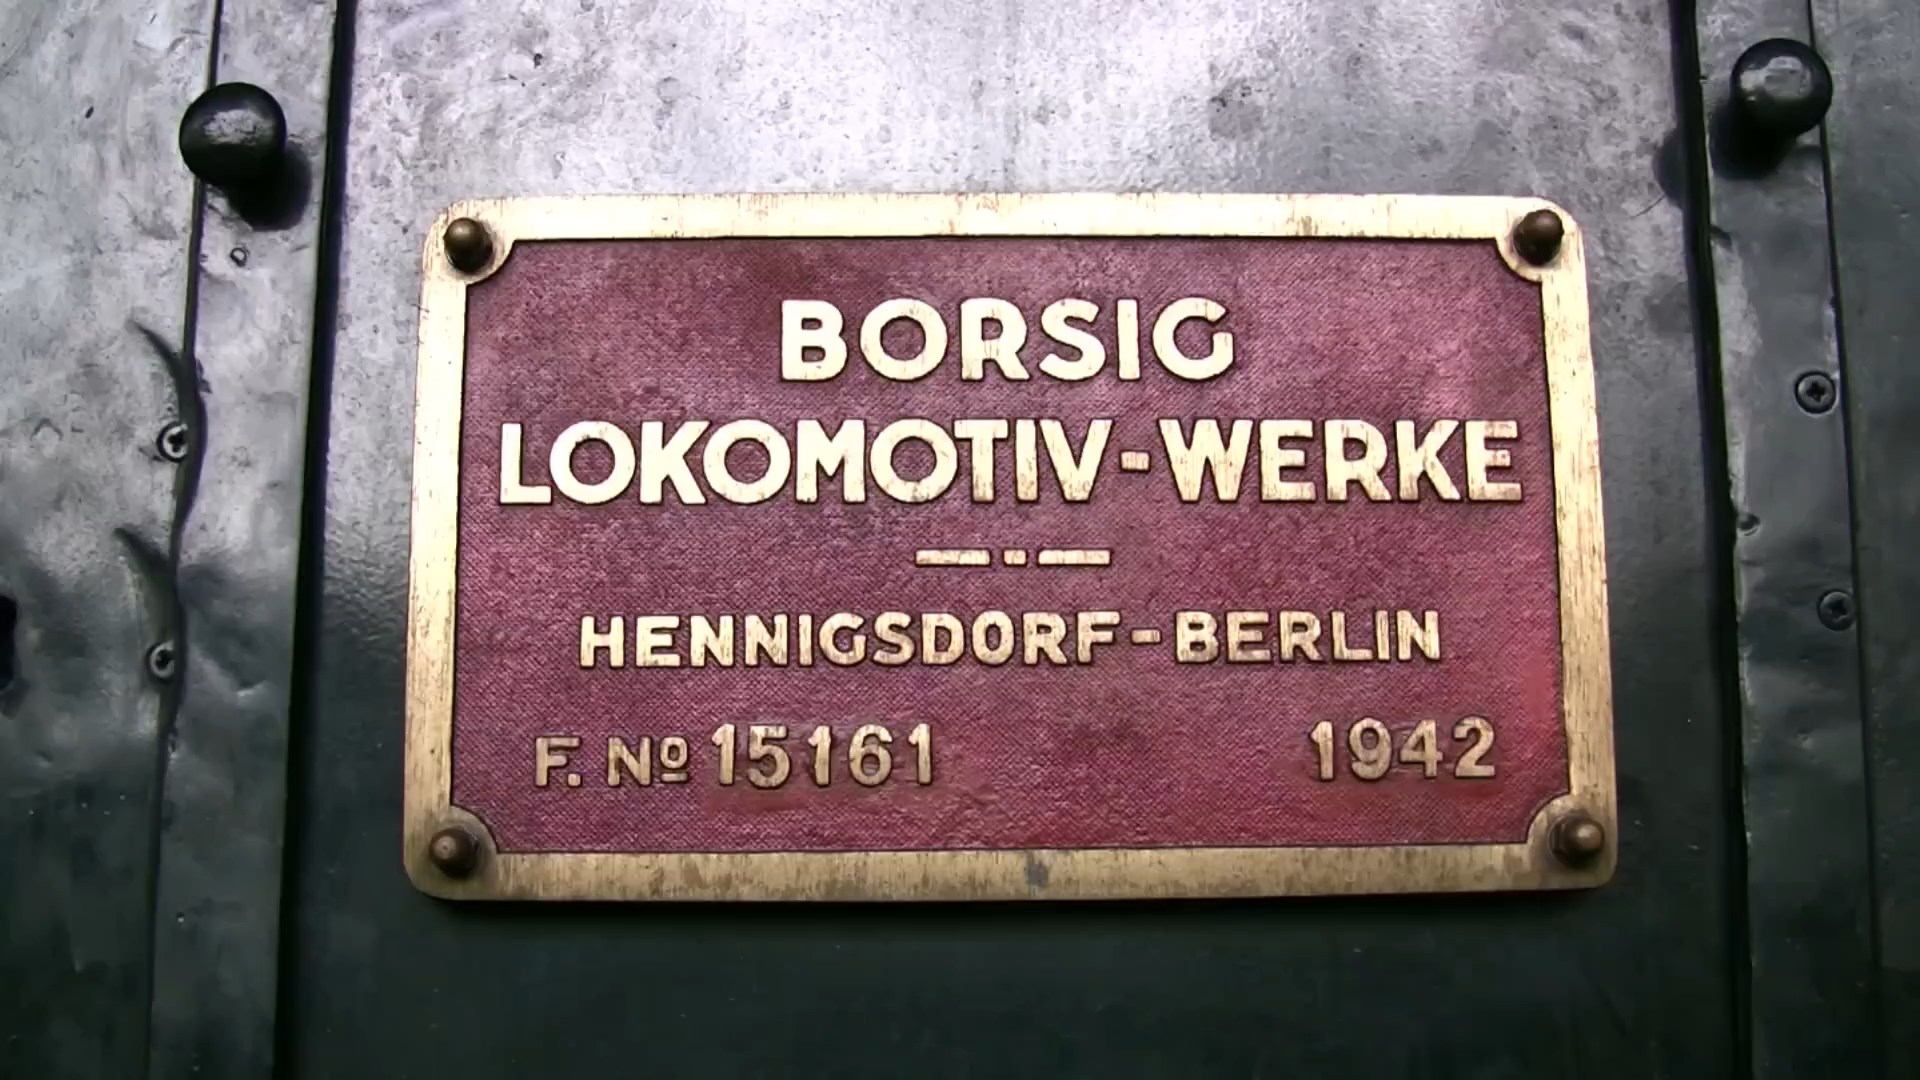 BORSIG
LOKOMOTIV-WERKE
HENNIGSDORF-BERLIN
F. Nº 15161 1942